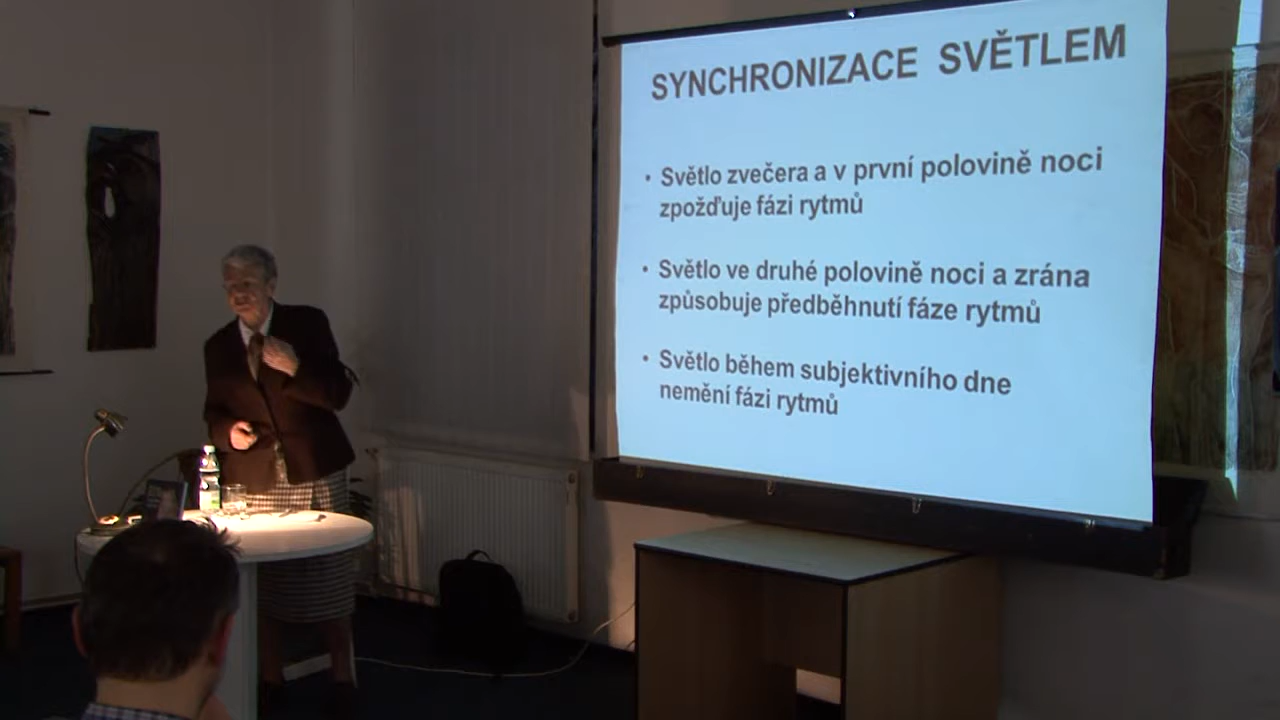 SYNCHRONIZACE SVĚTLEM
• Světlo zvečera a v první polovině noci
zpožďuje fázi rytmů
• Světlo ve druhé polovině noci a zrána
způsobuje předběhnutí fáze rytmů
• Světlo během subjektivního dne
nemění fázi rytmů